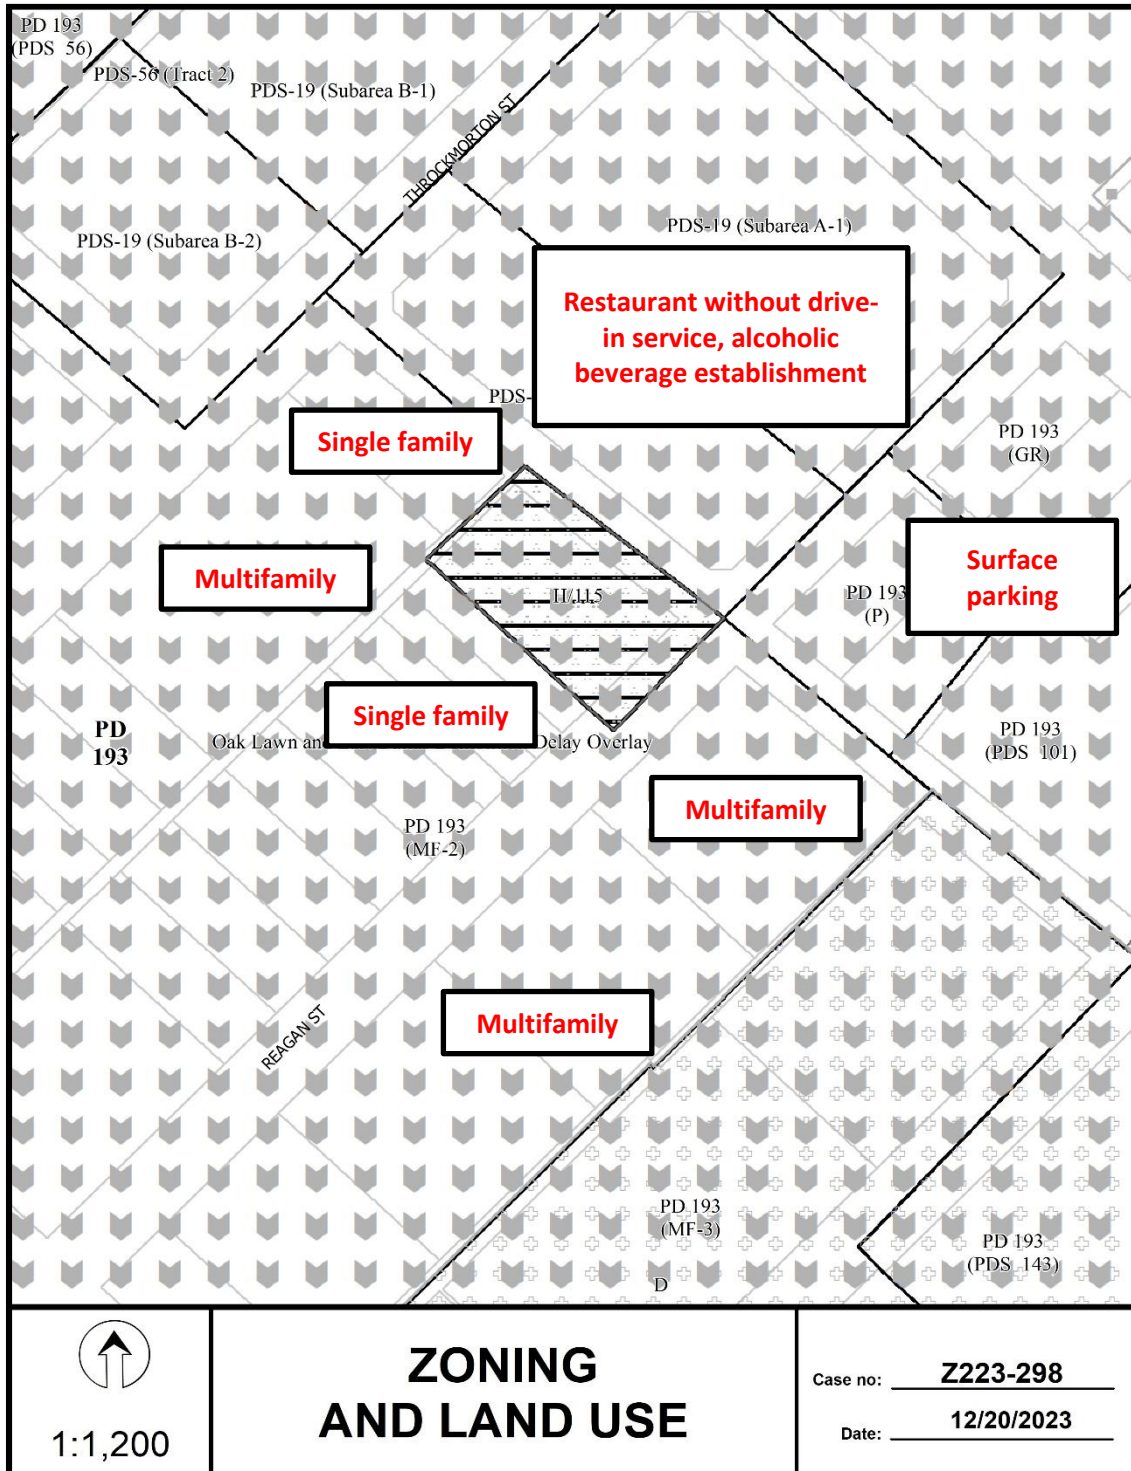 PD 193
(PDS 56)
PDS-56 (Tract 2)
PDS-19 (Subarea B-1)
THROCKMORTON ST
PDS-19 (Subarea B-2)
PDS-19 (Subarea A-1)
Restaurant without drive-
in service, alcoholic
beverage establishment
PDS-
Single family
PD 193
(GR)
Surface
parking
Multifamily
H/115
PD 193
(P)
Single family
PD
193
Oak Lawn an
Delay Overlay
PD 193
(PDS 101)
Multifamily
PD 193
(MF-2)
Multifamily
REAGAN ST
PD 193
(MF-3)
D
PD 193
(PDS 143)
1:1,200
ZONING
AND LAND USE
Case no: Z223-298
Date: 12/20/2023